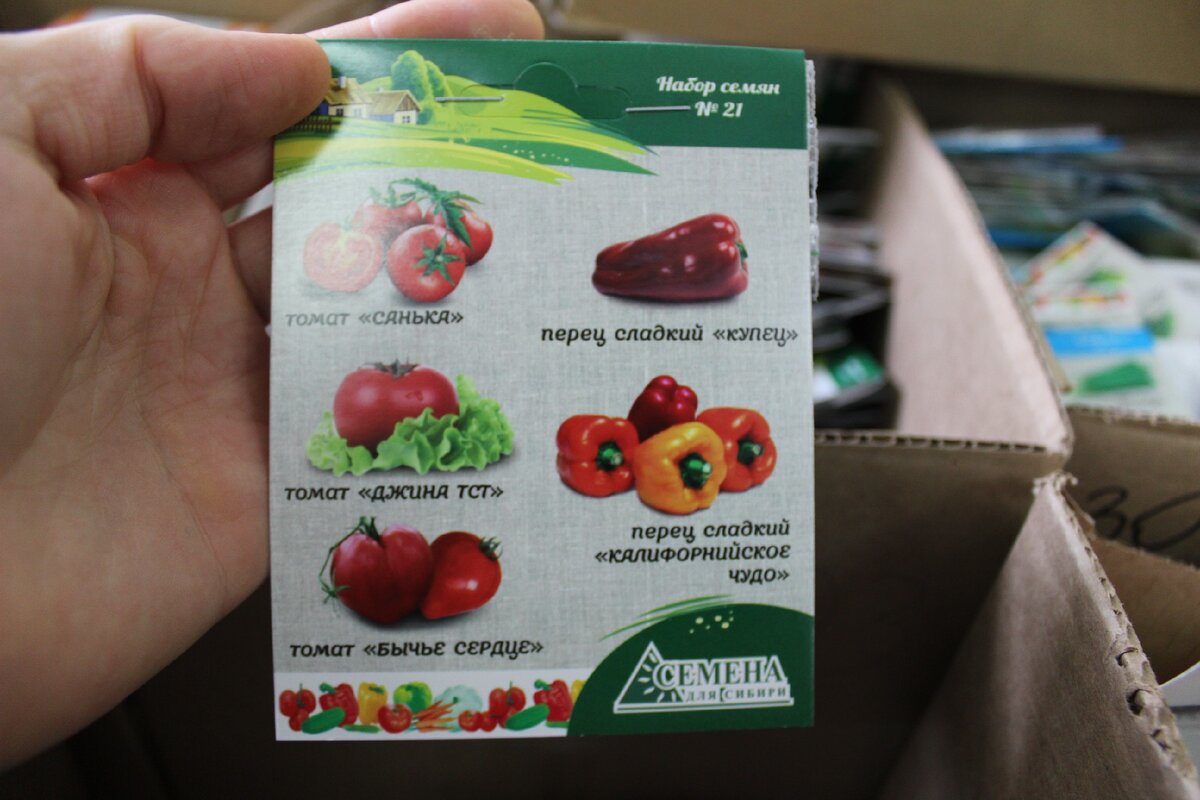 Набор семян
№ 21
томат «САНЬКА»
перец сладкий «КУПЕЦ»
томат «ДЖИНА ТСТ»
перец сладкий
«КАЛИФОРНИЙСКОЕ
ЧУДО»
томат «БЫЧЬЕ СЕРДЦЕ»
СЕМЕНА
ДЛЯ СИБИРИ
30